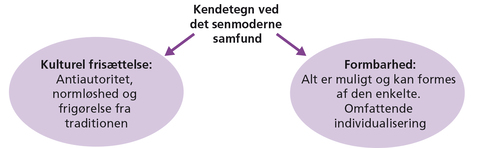 Kendetegn ved
det senmoderne
samfund
Kulturel frisættelse:
Antiautoritet,
normløshed og
frigørelse fra
traditionen
Formbarhed:
Alt er muligt og kan formes
af den enkelte.
Omfattende
individualisering